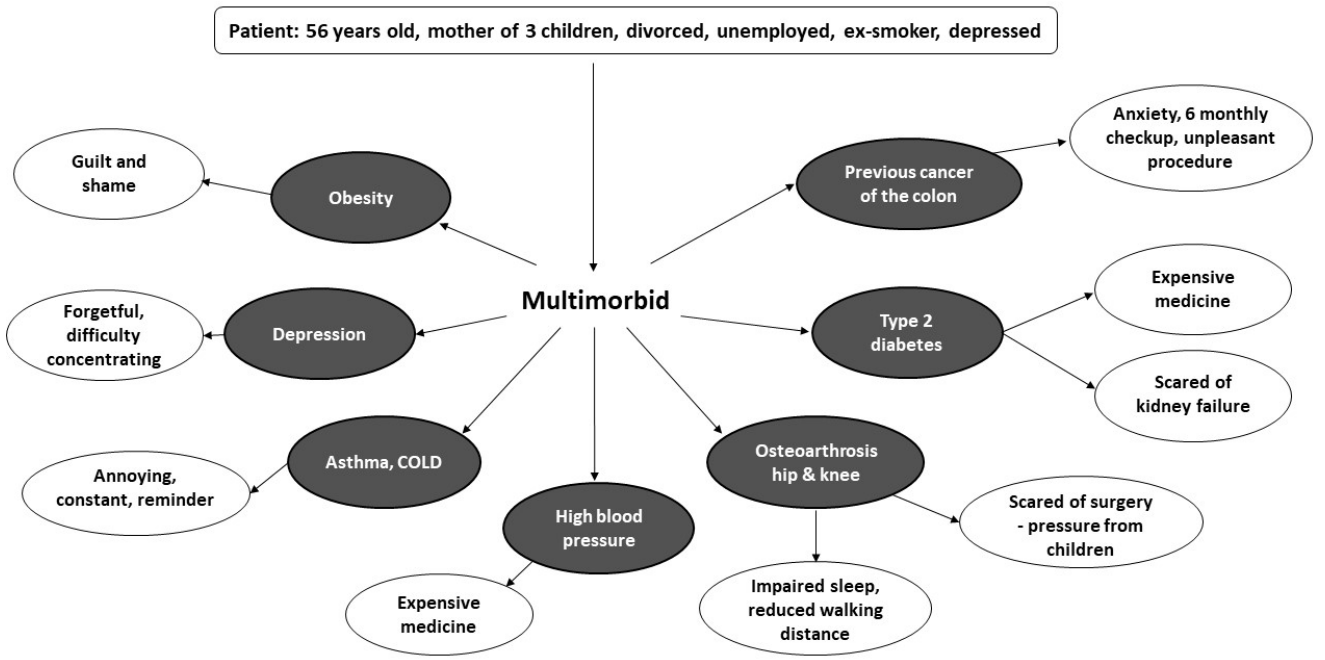 Patient: 56 years old, mother of 3 children, divorced, unemployed, ex-smoker, depressed
Guilt and
shame
Obesity
Previous cancer
of the colon
Anxiety, 6 monthly
checkup, unpleasant
procedure
Multimorbid
Forgetful,
difficulty
concentrating
Depression
Type 2
diabetes
Expensive
medicine
Scared of
kidney failure
Annoying,
constant, reminder
Asthma, COLD
High blood
pressure
Expensive
medicine
Osteoarthrosis
hip & knee
Impaired sleep,
reduced walking
distance
Scared of surgery
- pressure from
children